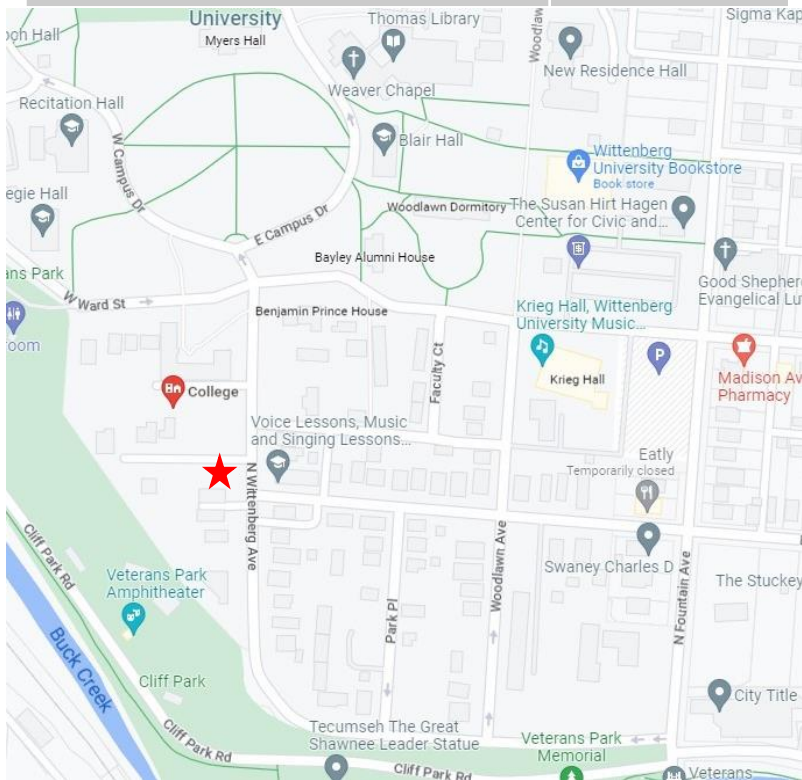 University
Myers Hall
Thomas Library
Sigma Kap
och Hall
Woodlawn
New Residence Hall
Weaver Chapel
Recitation Hall
W Campus Dr
Blair Hall
Wittenberg
University Bookstore
Book store
egie Hall
Woodlawn Dormitory
The Susan Hirt Hagen
Center for Civic and...
E Campus Dr
Bayley Alumni House
ans Park
Good Shepher
Evangelical Lu
W Ward St
Benjamin Prince House
Krieg Hall, Wittenberg
University Music...
oom
Faculty Ct
P
Krieg Hall
Madison Av
Pharmacy
College
Voice Lessons, Music
and Singing Lessons...
Eatly
Temporarily closed
N Wittenberg Ave
Cliff Park Rd
Woodlawn Ave
Swaney Charles D
N Fountain Ave
Veterans Park
Amphitheater
The Stuckey
Park Pl
Buck Creek
Cliff Park
City Title
Tecumseh The Great
Shawnee Leader Statue
Cliff Park Rd
Veterans Park
Memorial
Cliff Park Rd
Veterans